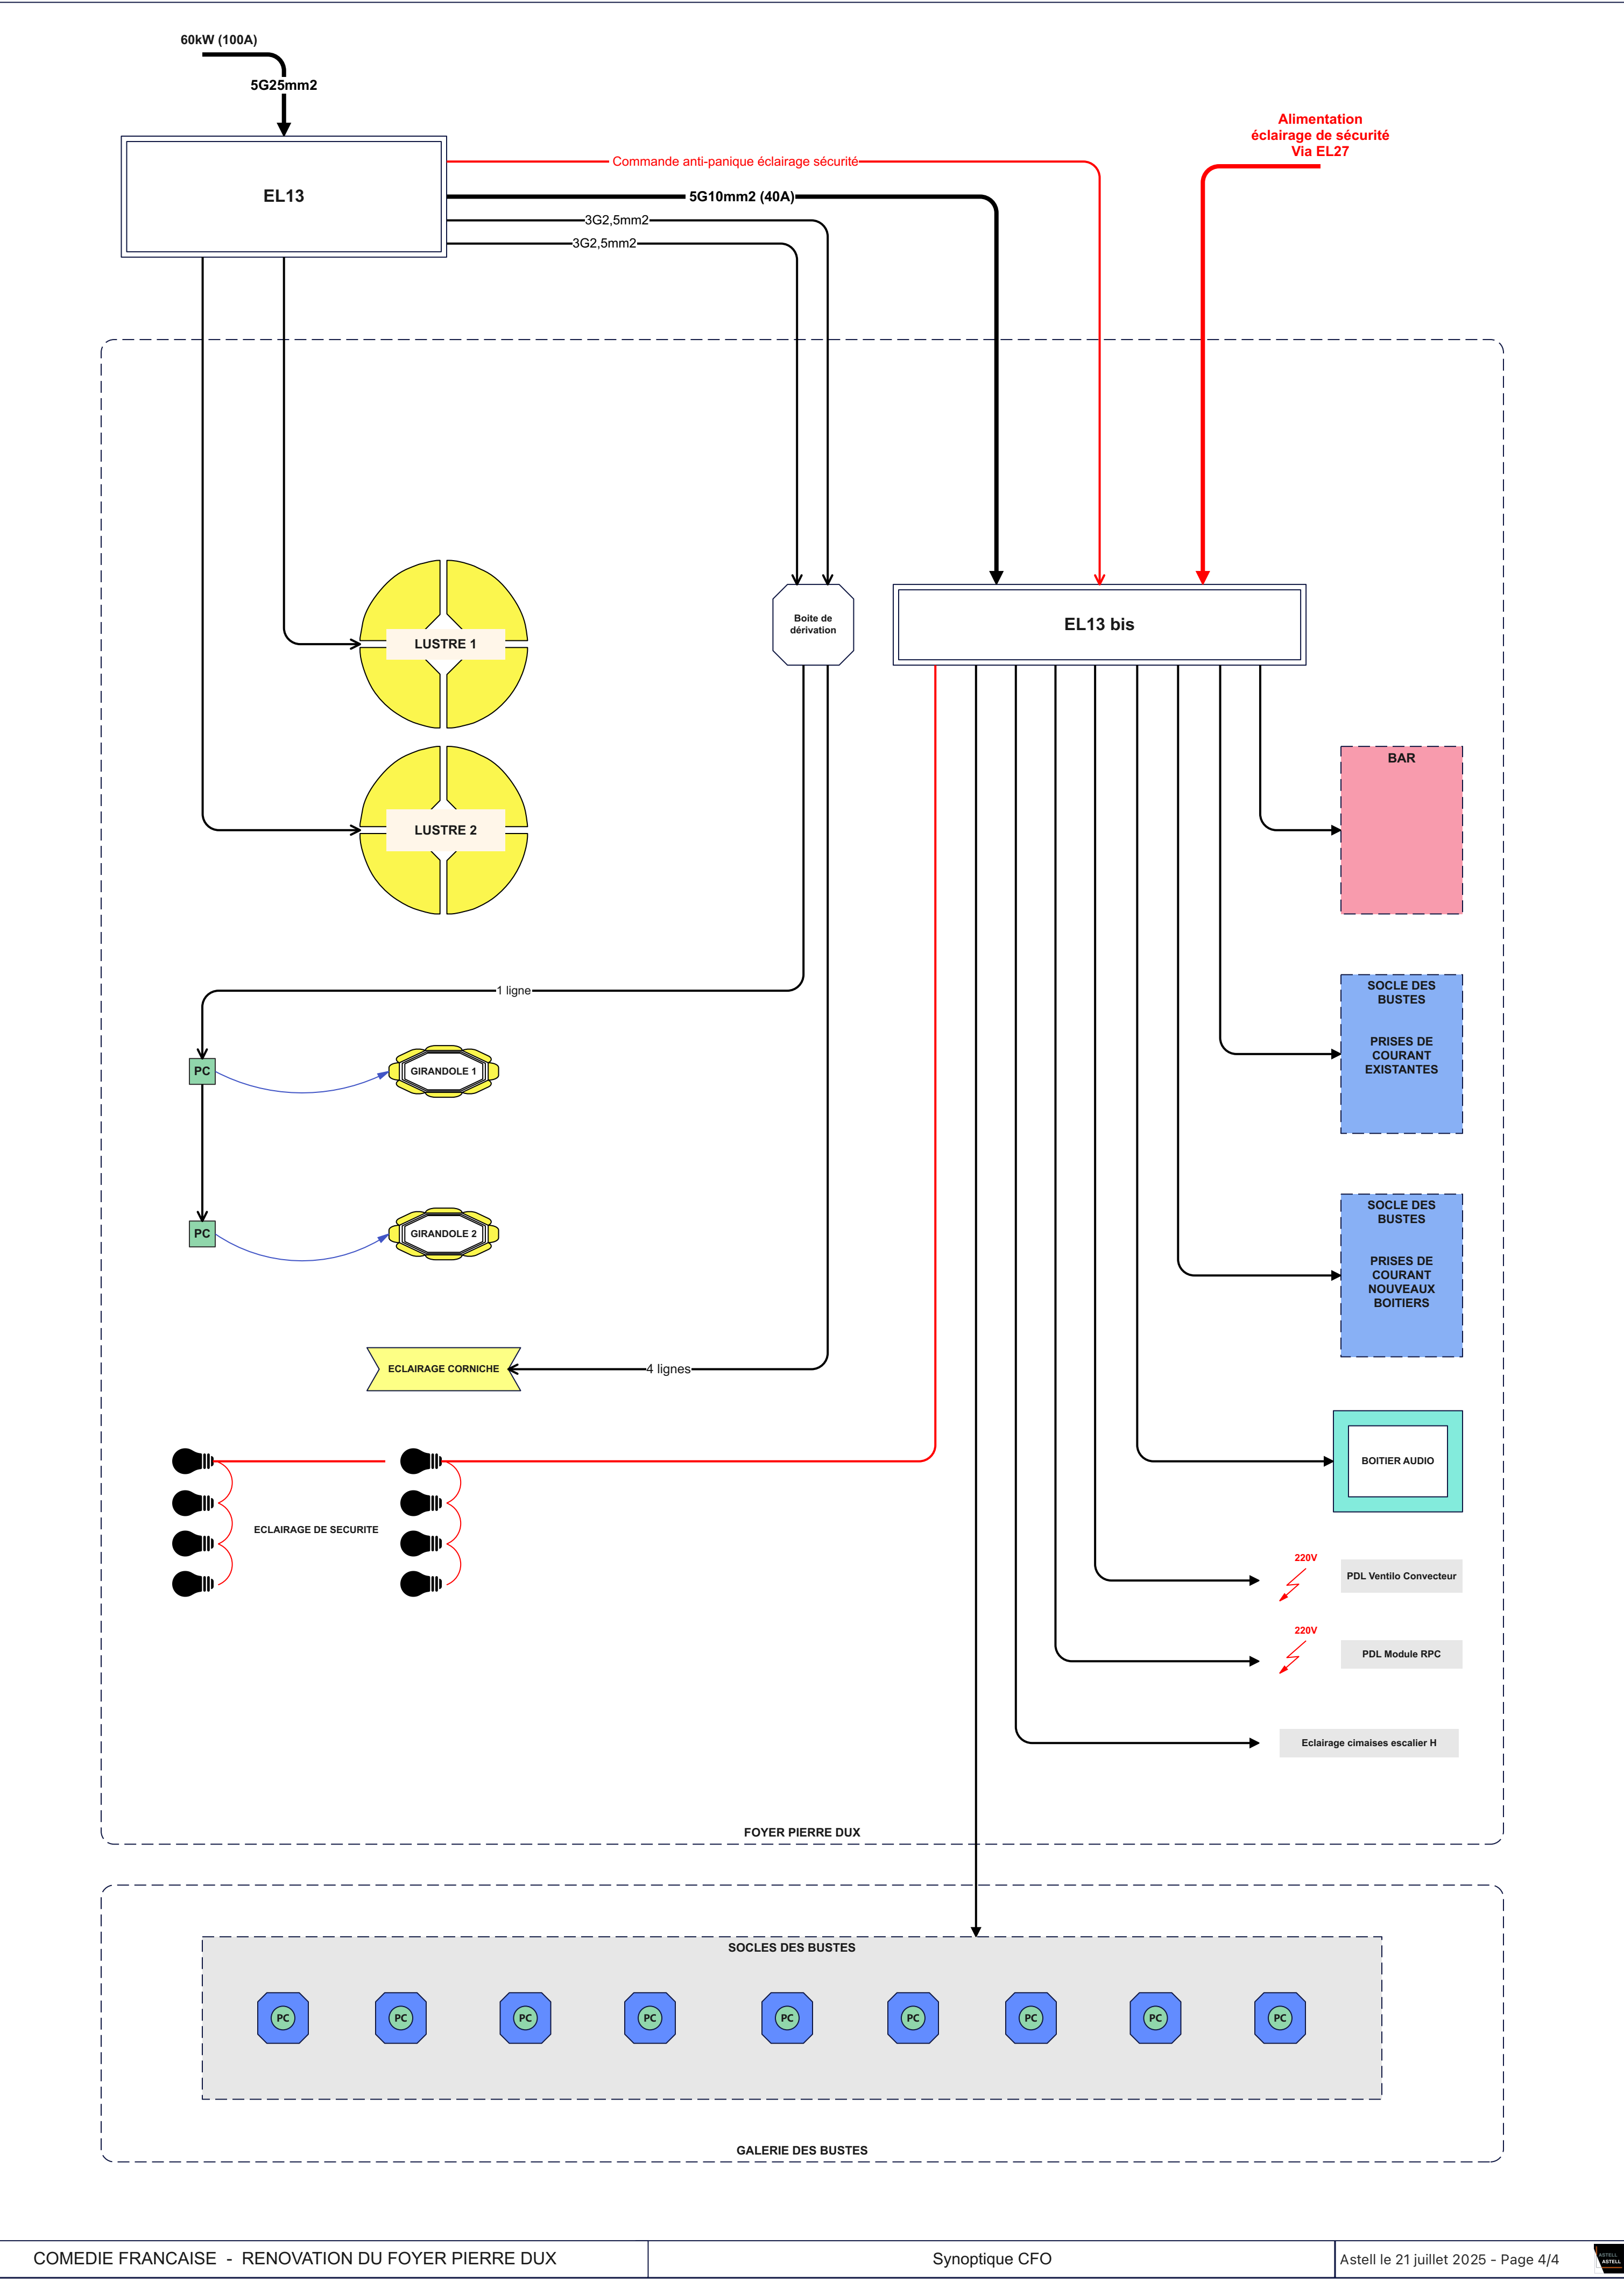 60kW (100A)
5G25mm2
EL13
Commande anti-panique éclairage sécurité
5G10mm2 (40A)
3G2,5mm2
3G2,5mm2
Alimentation
éclairage de sécurité
Via EL27
LUSTRE 1
LUSTRE 2
Boite de
dérivation
EL13 bis
BAR
1 ligne
PC
GIRANDOLE 1
PC
GIRANDOLE 2
SOCLE DES
BUSTES
PRISES DE
COURANT
EXISTANTES
SOCLE DES
BUSTES
PRISES DE
COURANT
NOUVEAUX
BOITIERS
ECLAIRAGE CORNICHE
4 lignes
BOITIER AUDIO
ECLAIRAGE DE SECURITE
220V
PDL Ventilo Convecteur
220V
PDL Module RPC
Eclairage cimaises escalier H
FOYER PIERRE DUX
SOCLES DES BUSTES
PC
PC
PC
PC
PC
PC
PC
PC
PC
GALERIE DES BUSTES
COMEDIE FRANCAISE - RENOVATION DU FOYER PIERRE DUX
Synoptique CFO
Astell le 21 juillet 2025 - Page 4/4
ASTELL
ASTELL